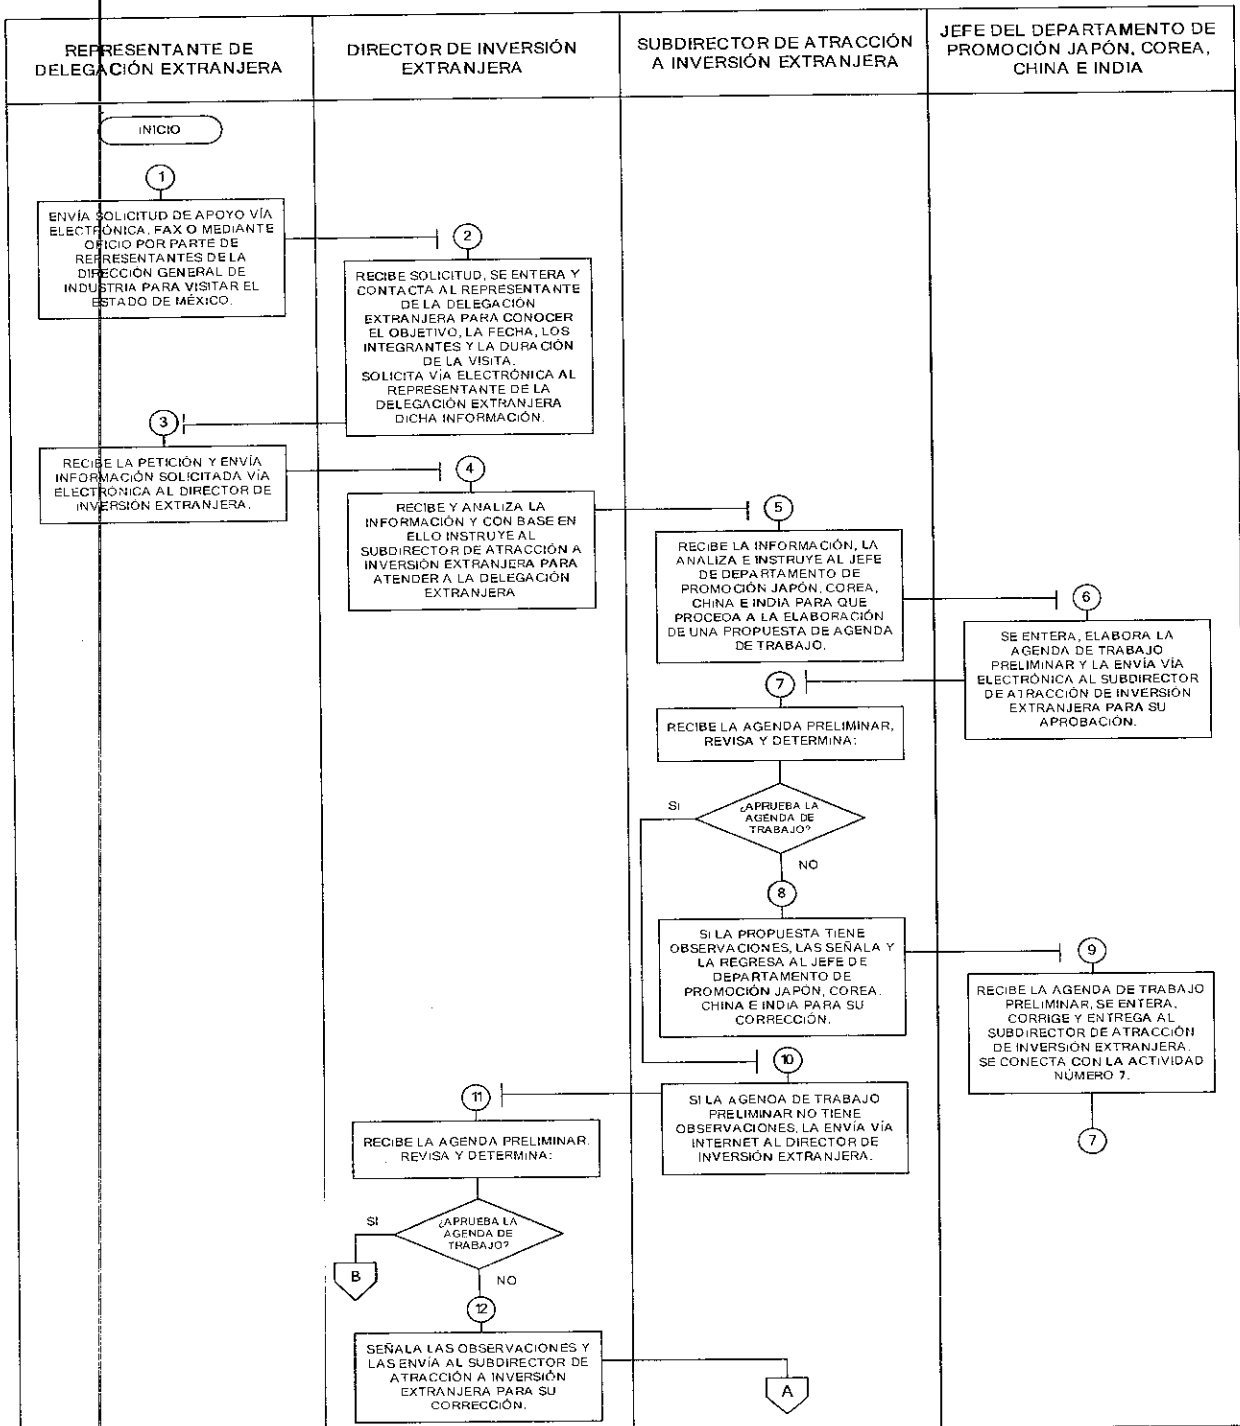 REPRESENTANTE DE
DELEGACIÓN EXTRANJERA
DIRECTOR DE INVERSIÓN
EXTRANJERA
SUBDIRECTOR DE ATRACCIÓN
A INVERSIÓN EXTRANJERA
JEFE DEL DEPARTAMENTO DE
PROMOCIÓN JAPÓN, COREA,
CHINA E INDIA
INICIO
1
ENVÍA SOLICITUD DE APOYO VÍA
ELECTRÓNICA, FAX O MEDIANTE
OFICIO POR PARTE DE
REPRESENTANTES DE LA
DIRECCIÓN GENERAL DE
INDUSTRIA PARA VISITAR EL
ESTADO DE MÉXICO.
2
RECIBE SOLICITUD, SE ENTERA Y
CONTACTA AL REPRESENTANTE
DE LA DELEGACIÓN
EXTRANJERA PARA CONOCER
EL OBJETIVO, LA FECHA, LOS
INTEGRANTES Y LA DURACIÓN
DE LA VISITA.
SOLICITA VÍA ELECTRÓNICA AL
REPRESENTANTE DE LA
DELEGACIÓN EXTRANJERA
DICHA INFORMACIÓN.
3
RECIBE LA PETICIÓN Y ENVÍA
INFORMACIÓN SOLICITADA VÍA
ELECTRÓNICA AL DIRECTOR DE
INVERSIÓN EXTRANJERA.
4
RECIBE Y ANALIZA LA
INFORMACIÓN Y CON BASE EN
ELLO INSTRUYE AL
SUBDIRECTOR DE ATRACCIÓN A
INVERSIÓN EXTRANJERA PARA
ATENDER A LA DELEGACIÓN
EXTRANJERA
5
RECIBE LA INFORMACIÓN, LA
ANALIZA E INSTRUYE AL JEFE
DE DEPARTAMENTO DE
PROMOCIÓN JAPÓN, COREA,
CHINA E INDIA PARA QUE
PROCEDA A LA ELABORACIÓN
DE UNA PROPUESTA DE AGENDA
DE TRABAJO.
6
SE ENTERA, ELABORA LA
AGENDA DE TRABAJO
PRELIMINAR Y LA ENVÍA VÍA
ELECTRÓNICA AL SUBDIRECTOR
DE ATRACCIÓN DE INVERSIÓN
EXTRANJERA PARA SU
APROBACIÓN.
7
RECIBE LA AGENDA PRELIMINAR,
REVISA Y DETERMINA:
¿APRUEBA LA
AGENDA DE
TRABAJO?
SI
NO
8
SI LA PROPUESTA TIENE
OBSERVACIONES, LAS SEÑALA Y
LA REGRESA AL JEFE DE
DEPARTAMENTO DE
PROMOCIÓN JAPÓN, COREA.
CHINA E INDIA PARA SU
CORRECCIÓN.
9
RECIBE LA AGENDA DE TRABAJO
PRELIMINAR, SE ENTERA,
CORRIGE Y ENTREGA AL
SUBDIRECTOR DE ATRACCIÓN
DE INVERSIÓN EXTRANJERA.
SE CONECTA CON LA ACTIVIDAD
NÚMERO 7.
7
10
SI LA AGENDA DE TRABAJO
PRELIMINAR NO TIENE
OBSERVACIONES, LA ENVÍA VÍA
INTERNET AL DIRECTOR DE
INVERSIÓN EXTRANJERA.
11
RECIBE LA AGENDA PRELIMINAR.
REVISA Y DETERMINA:
¿APRUEBA LA
AGENDA DE
TRABAJO?
SI
B
NO
12
SEÑALA LAS OBSERVACIONES Y
LAS ENVÍA AL SUBDIRECTOR DE
ATRACCIÓN A INVERSIÓN
EXTRANJERA PARA SU
CORRECCIÓN.
A